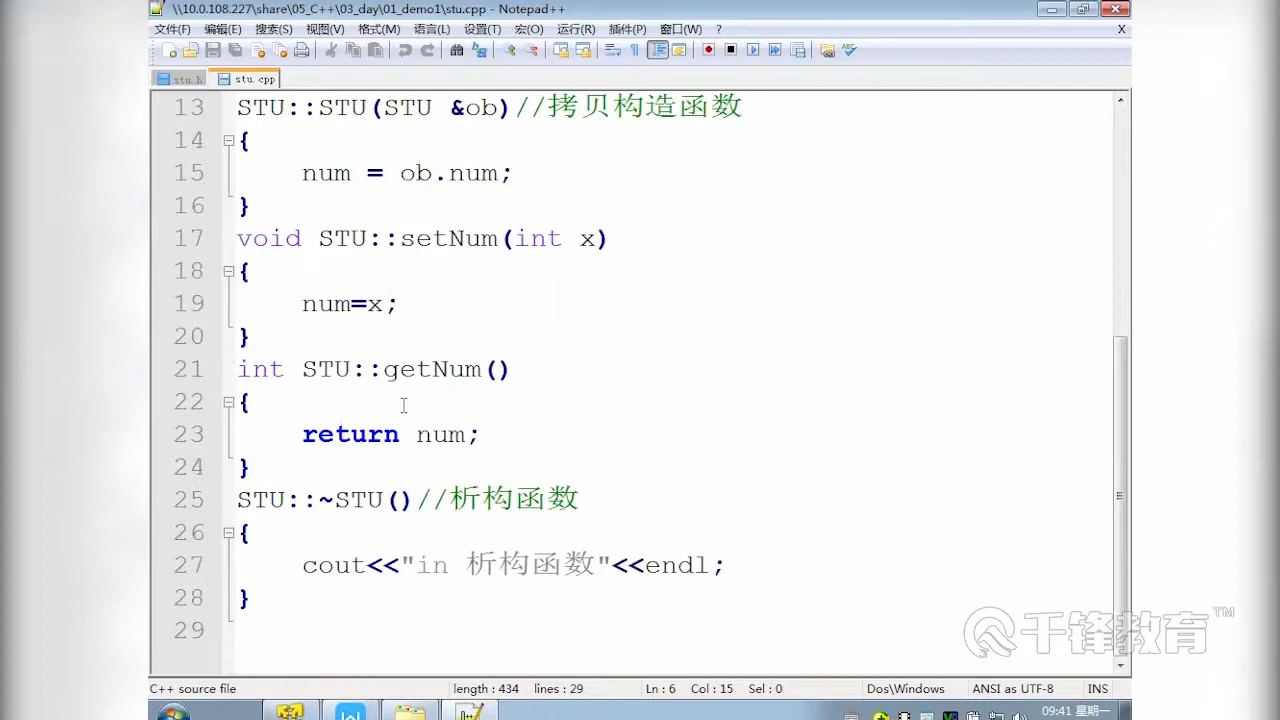 \\10.0.108.227\share\05_C++\03_day\01_demo1\stu.cpp - Notepad++
文件(F) 编辑(E) 搜索(S) 视图(V) 格式(M) 语言(L) 设置(T) 宏(O) 运行(R) 插件(P) 窗口(W) ? X
stu.h stu.cpp
13 STU::STU(STU &ob)//拷贝构造函数
14 {
15 num = ob.num;
16 }
17 void STU::setNum(int x)
18 {
19 num=x;
20 }
21 int STU::getNum()
22 {
23 return num;
24 }
25 STU::~STU()//析构函数
26 {
27 cout<<"in 析构函数"<<endl;
28 }
29
千锋教育™
C++ source file length : 434 lines : 29 Ln : 6 Col : 15 Sel : 0 Dos\Windows ANSI as UTF-8 INS
09:41 星期一